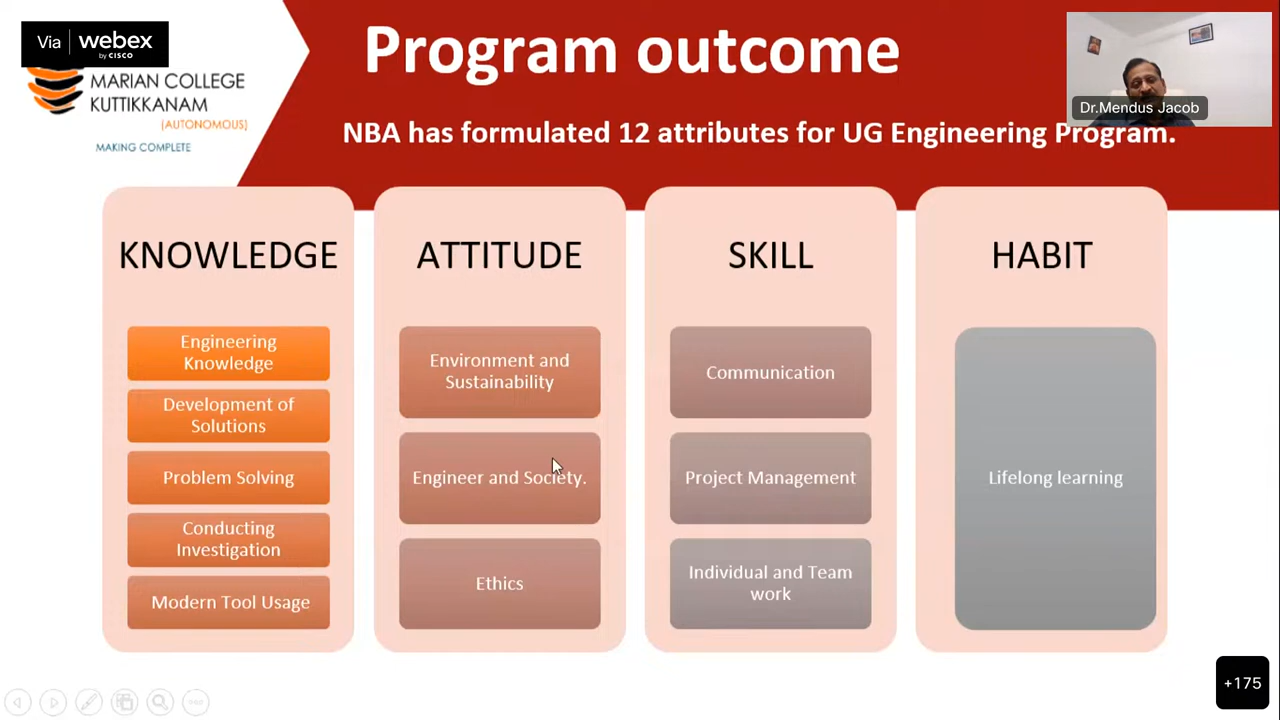 Via webex
by CISCO
MARIAN COLLEGE
KUTTIKKANAM
(AUTONOMOUS)
MAKING COMPLETE
Program outcome
NBA has formulated 12 attributes for UG Engineering Program.
Dr.Mendus Jacob
KNOWLEDGE
Engineering
Knowledge
Development of
Solutions
Problem Solving
Conducting
Investigation
Modern Tool Usage
ATTITUDE
Environment and
Sustainability
Engineer and Society.
Ethics
SKILL
Communication
Project Management
Individual and Team
work
HABIT
Lifelong learning
+175